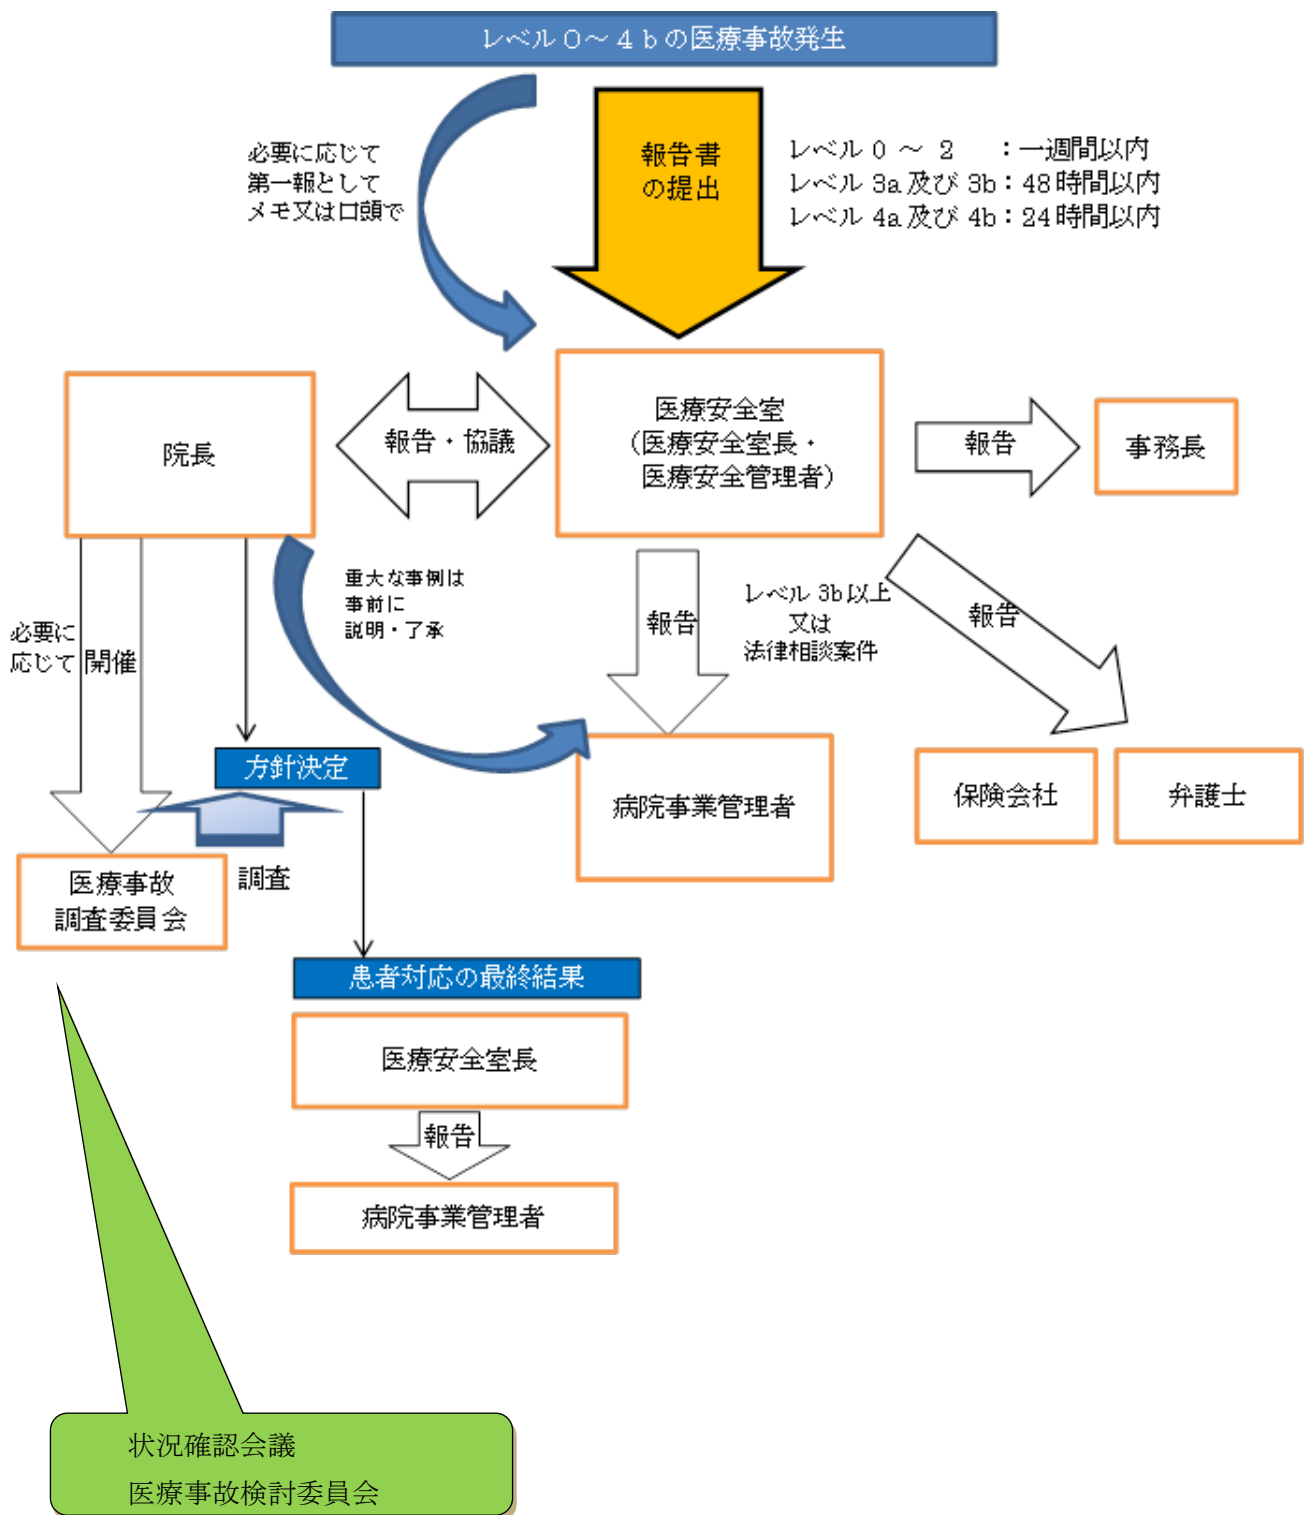 レベル０～４ｂの医療事故発生
必要に応じて
第一報として
メモ又は口頭で
報告書
の提出
レベル 0 ～ 2 ：一週間以内
レベル 3a 及び 3b：48 時間以内
レベル 4a 及び 4b：24 時間以内
院長
報告・協議
医療安全室
（医療安全室長・
医療安全管理者）
報告
事務長
必要に
応じて
開催
重大な事例は
事前に
説明・了承
報告
レベル 3b 以上
又は
法律相談案件
報告
方針決定
病院事業管理者
保険会社
弁護士
調査
医療事故
調査委員会
患者対応の最終結果
医療安全室長
報告
病院事業管理者
状況確認会議
医療事故検討委員会